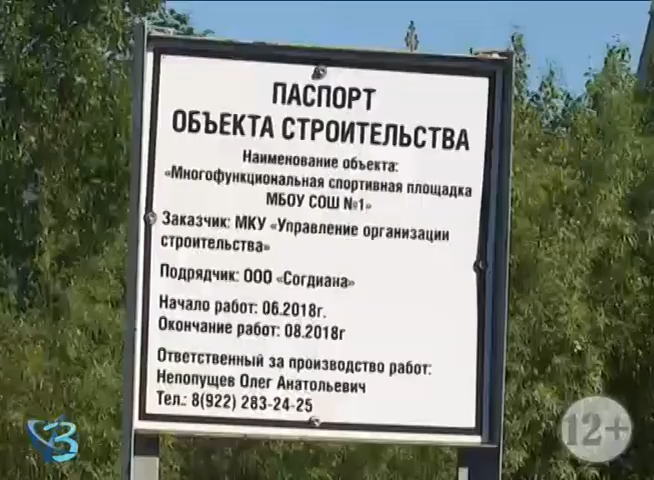 ПАСПОРТ
ОБЪЕКТА СТРОИТЕЛЬСТВА
Наименование объекта:
«Многофункциональная спортивная площадка
МБОУ СОШ №1»
Заказчик: МКУ «Управление организации
строительства»
Подрядчик: ООО «Согдиана»
Начало работ: 06.2018г.
Окончание работ: 08.2018г
Ответственный за производство работ:
Непопущев Олег Анатольевич
Тел.: 8(922) 283-24-25
12+